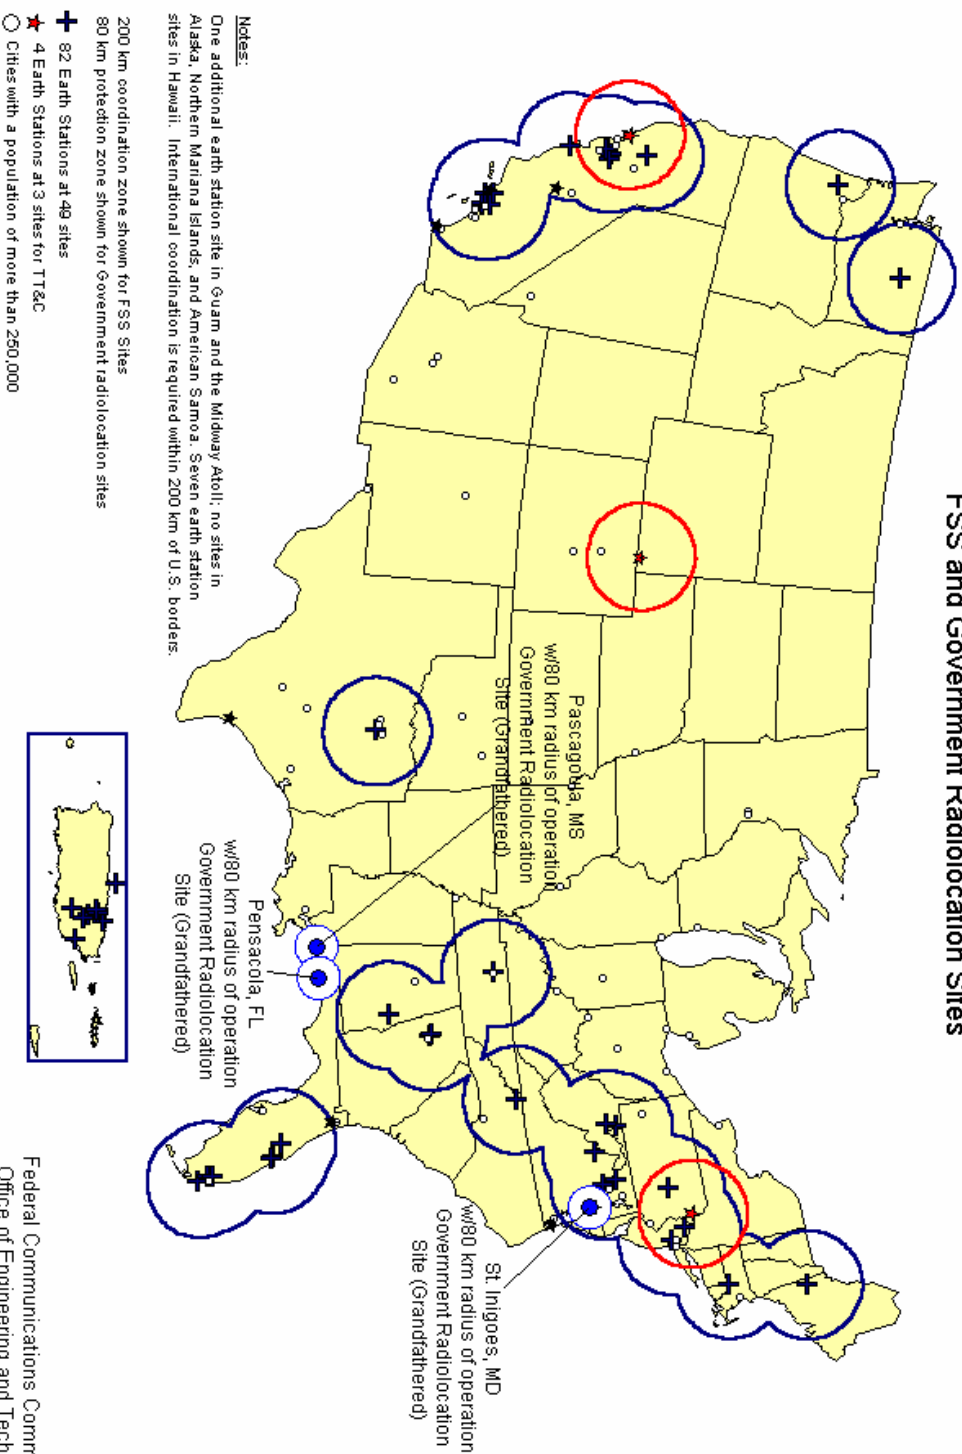 FSS and Government Radiolocation Sites
Pascagoula, MS
w/80 km radius of operation
Government Radiolocation
Site (Grandfathered)
Pensacola, FL
w/80 km radius of operation
Government Radiolocation
Site (Grandfathered)
St. Inigoes, MD
w/80 km radius of operation
Government Radiolocation
Site (Grandfathered)
Notes:
One additional earth station site in Guam and the Midway Atoll; no sites in
Alaska, Northern Mariana Islands, and American Samoa. Seven earth station
sites in Hawaii. International coordination is required within 200 km of U.S. borders.
200 km coordination zone shown for FSS Sites
80 km protection zone shown for Government radiolocation sites
82 Earth Stations at 49 sites
4 Earth Stations at 3 sites for TT&C
Cities with a population of more than 250,000
Federal Communications Comm
Office of Engineering and Tech